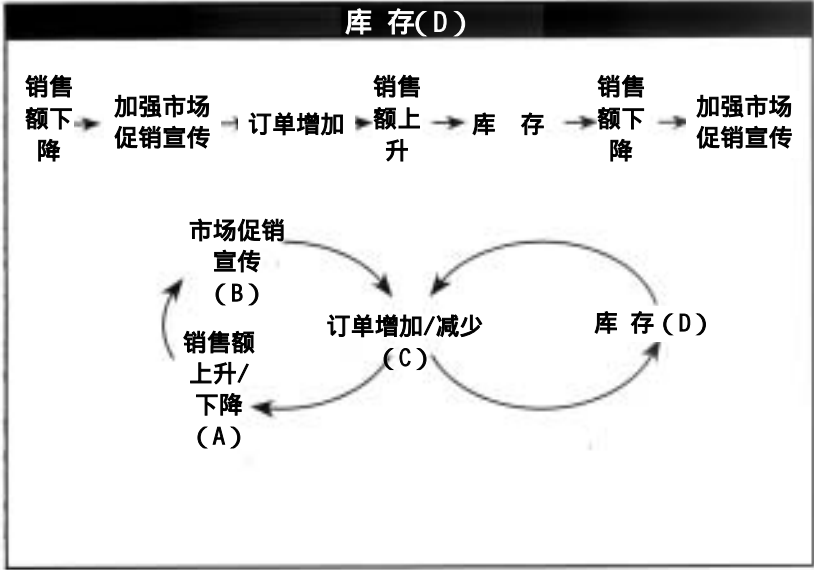 库 存(D)
销售
额下
降
加强市场
促销宣传
订单增加
销售
额上
升
库 存
销售
额下
降
加强市场
促销宣传
市场促销
宣传
(B)
订单增加/减少
(C)
库 存(D)
销售额
上升/
下降
(A)